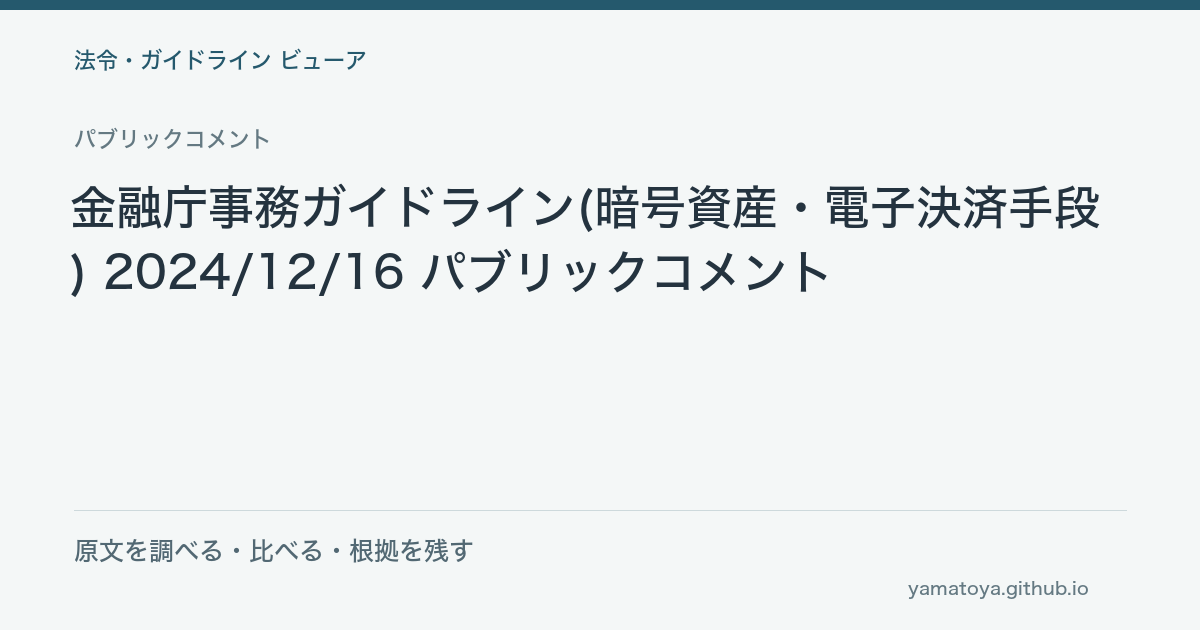 法令・ガイドライン ビューア
パブリックコメント
金融庁事務ガイドライン(暗号資産・電子決済手段
) 2024/12/16 パブリックコメント
原文を調べる・比べる・根拠を残す
yamatoya.github.io